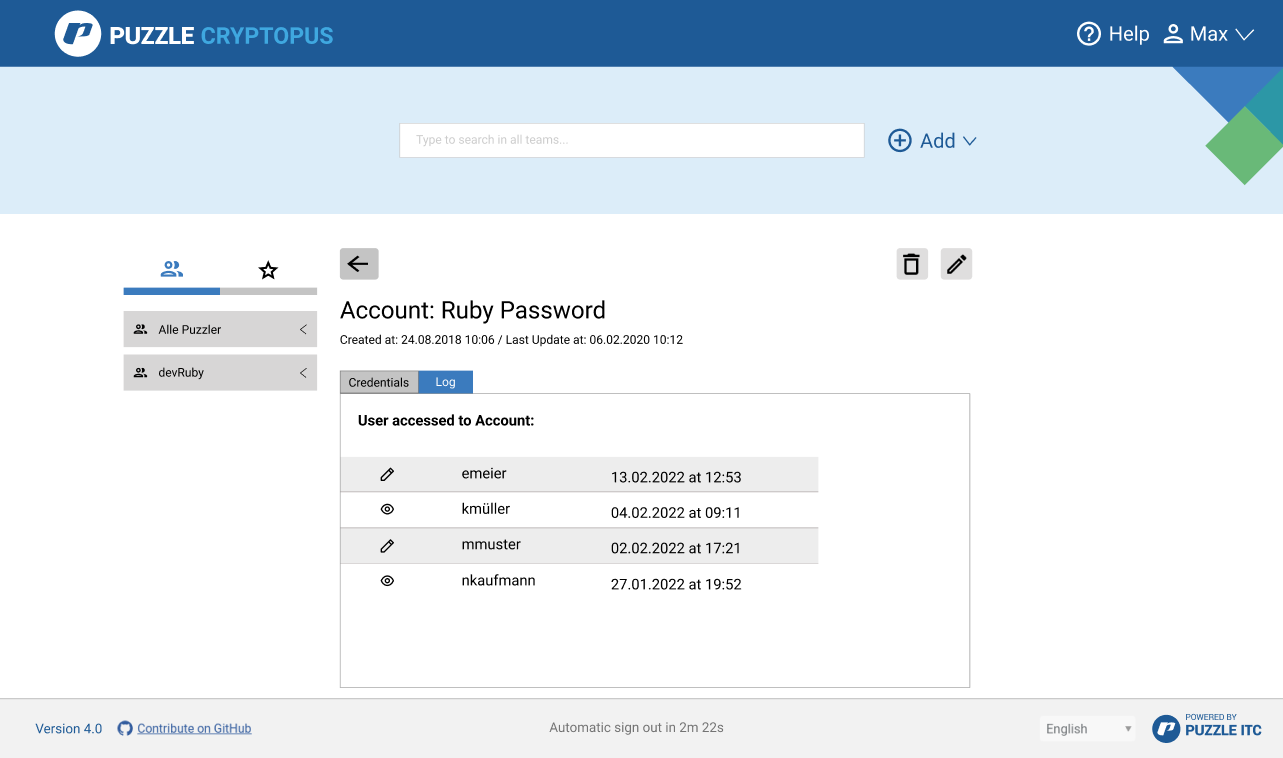 PUZZLE CRYPTOPUS
Help
Max
Type to search in all teams...
Add
Alle Puzzler
devRuby
Account: Ruby Password
Created at: 24.08.2018 10:06 / Last Update at: 06.02.2020 10:12
Credentials
Log
User accessed to Account:
emeier 13.02.2022 at 12:53
kmüller 04.02.2022 at 09:11
mmuster 02.02.2022 at 17:21
nkaufmann 27.01.2022 at 19:52
Version 4.0
Contribute on GitHub
Automatic sign out in 2m 22s
English
POWERED BY
PUZZLE ITC